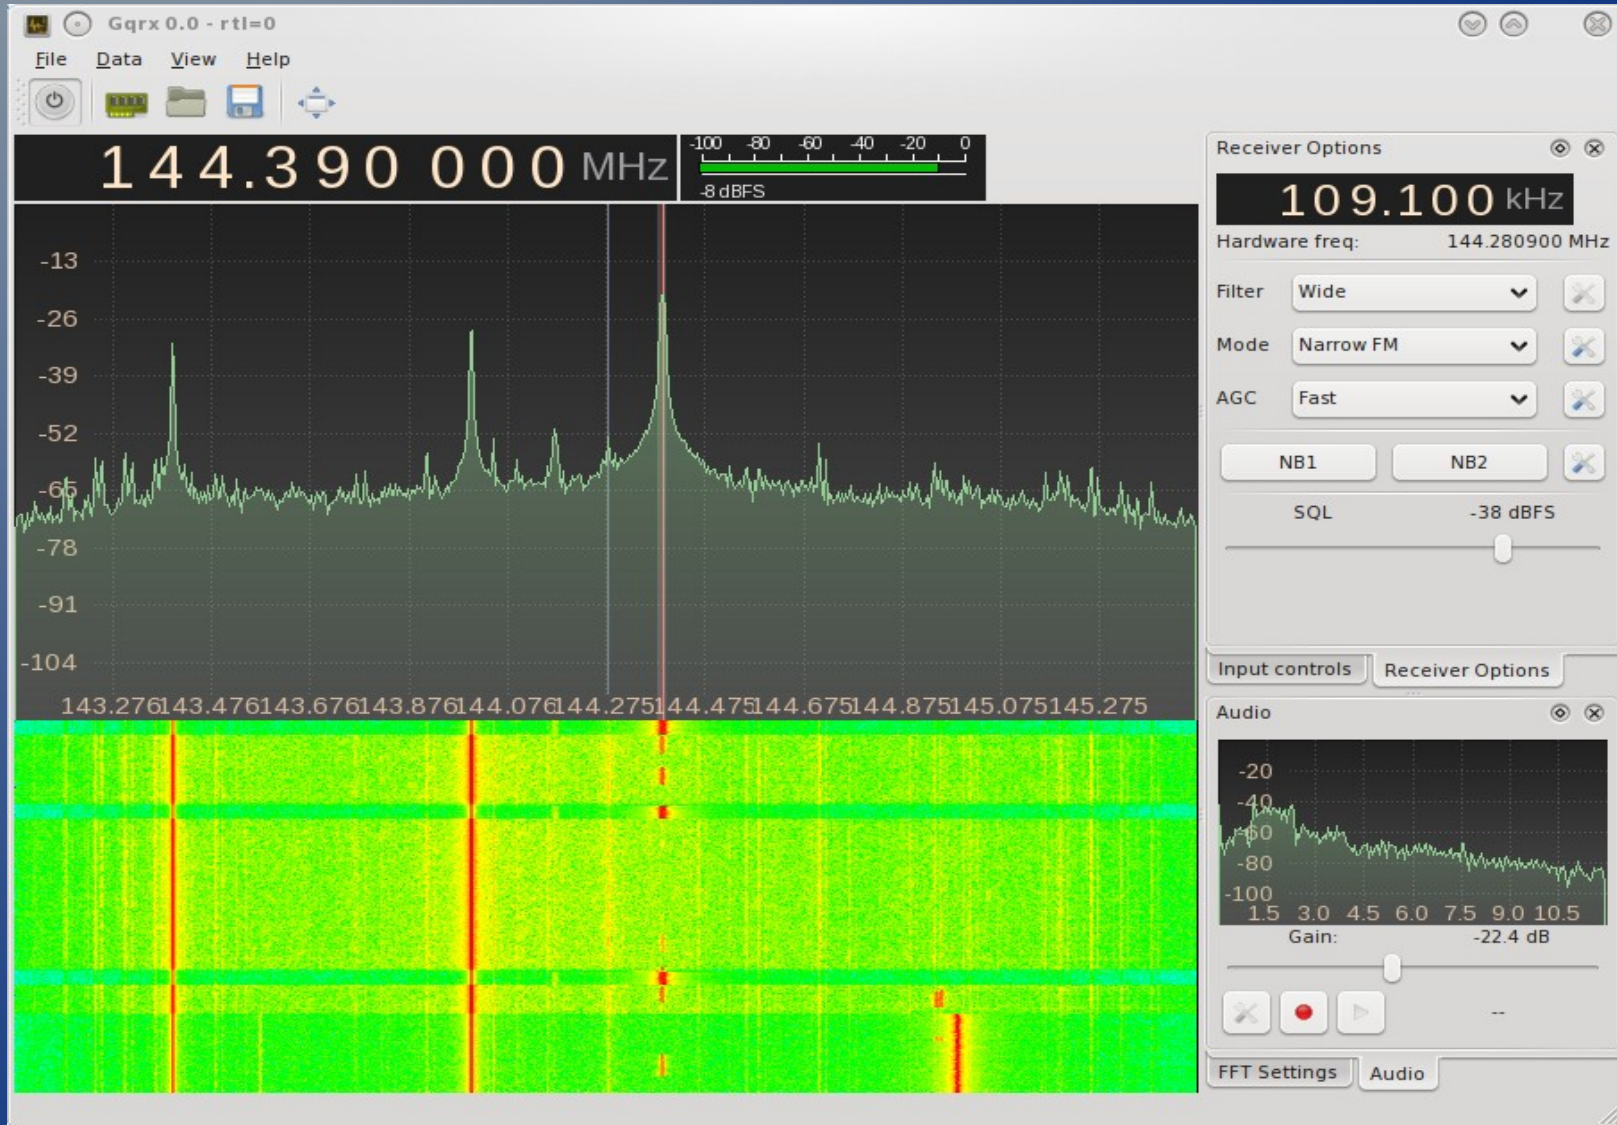 Gqrx 0.0 - rtl=0
File Data View Help
144.390 000 MHz
-100 -80 -60 -40 -20 0
-8 dBFS
-13
-26
-39
-52
-65
-78
-91
-104
143.276 143.476 143.676 143.876 144.076 144.275 144.475 144.675 144.875 145.075 145.275
Receiver Options
109.100 kHz
Hardware freq: 144.280900 MHz
Filter Wide
Mode Narrow FM
AGC Fast
NB1 NB2
SQL -38 dBFS
Input controls Receiver Options
Audio
-20
-40
-60
-80
-100
1.5 3.0 4.5 6.0 7.5 9.0 10.5
Gain: -22.4 dB
--
FFT Settings Audio